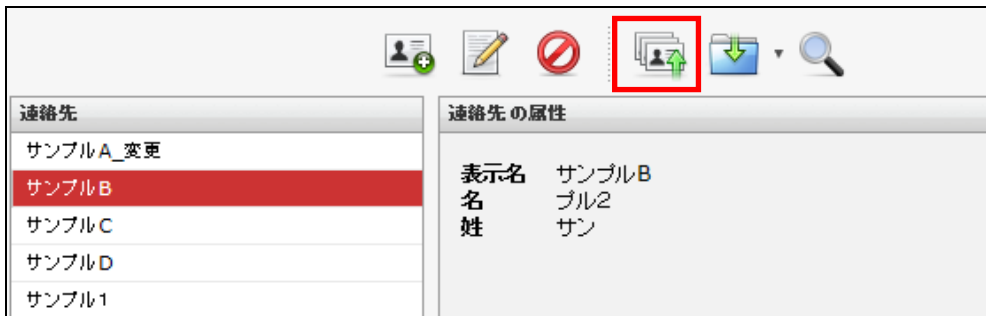 連絡先
サンプルA_変更
サンプルB
サンプルC
サンプルD
サンプル1
連絡先の属性
表示名 サンプルB
名 プル2
姓 サン